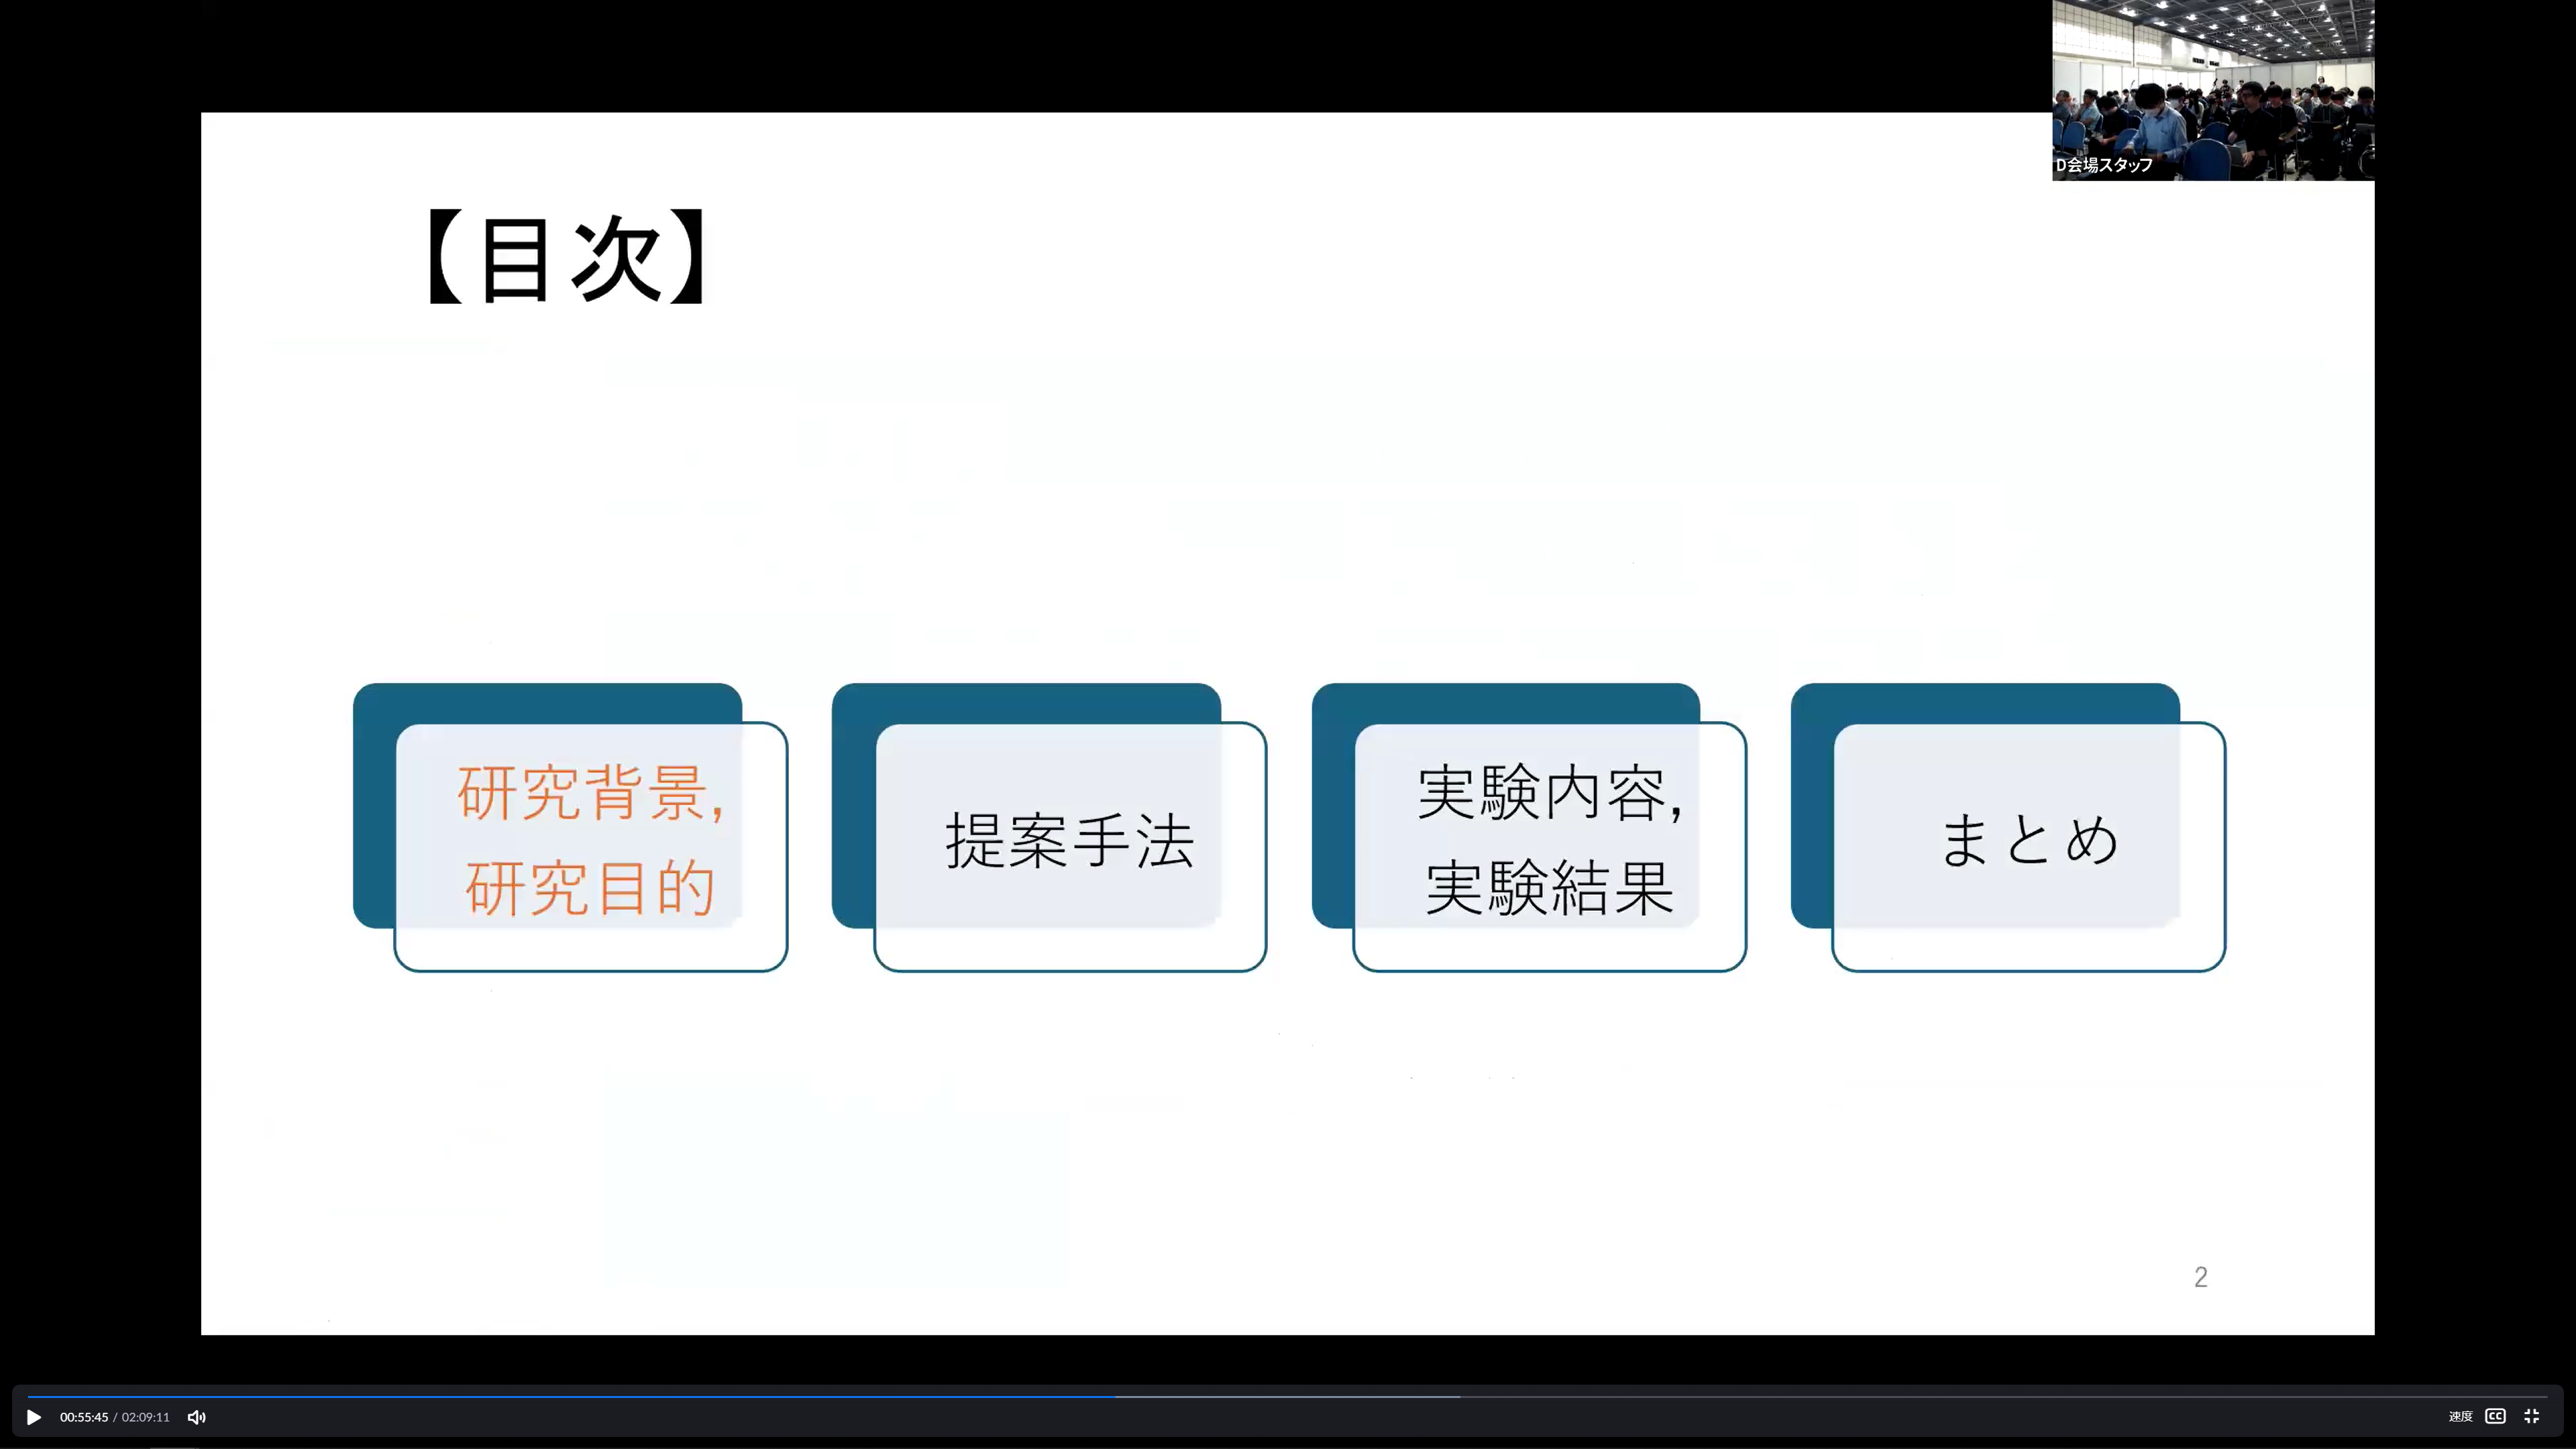 D会場スタッフ
【目次】
研究背景,
研究目的
提案手法
実験内容,
実験結果
まとめ
2
00:55:45 / 02:09:11
速度
CC